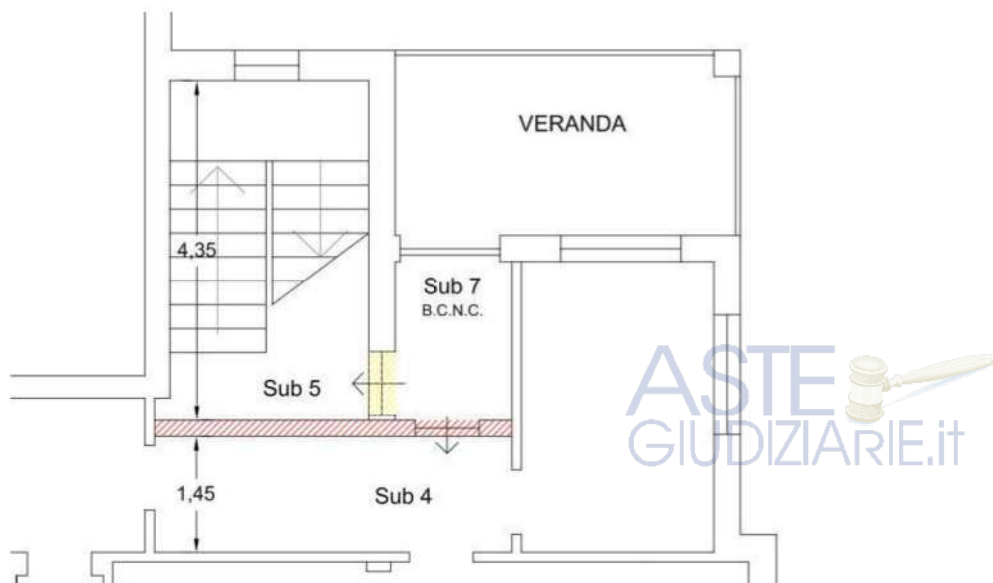 VERANDA
4,35
Sub 7
B.C.N.C.
Sub 5
ASTE
GIUDIZIARIE.it
1,45
Sub 4